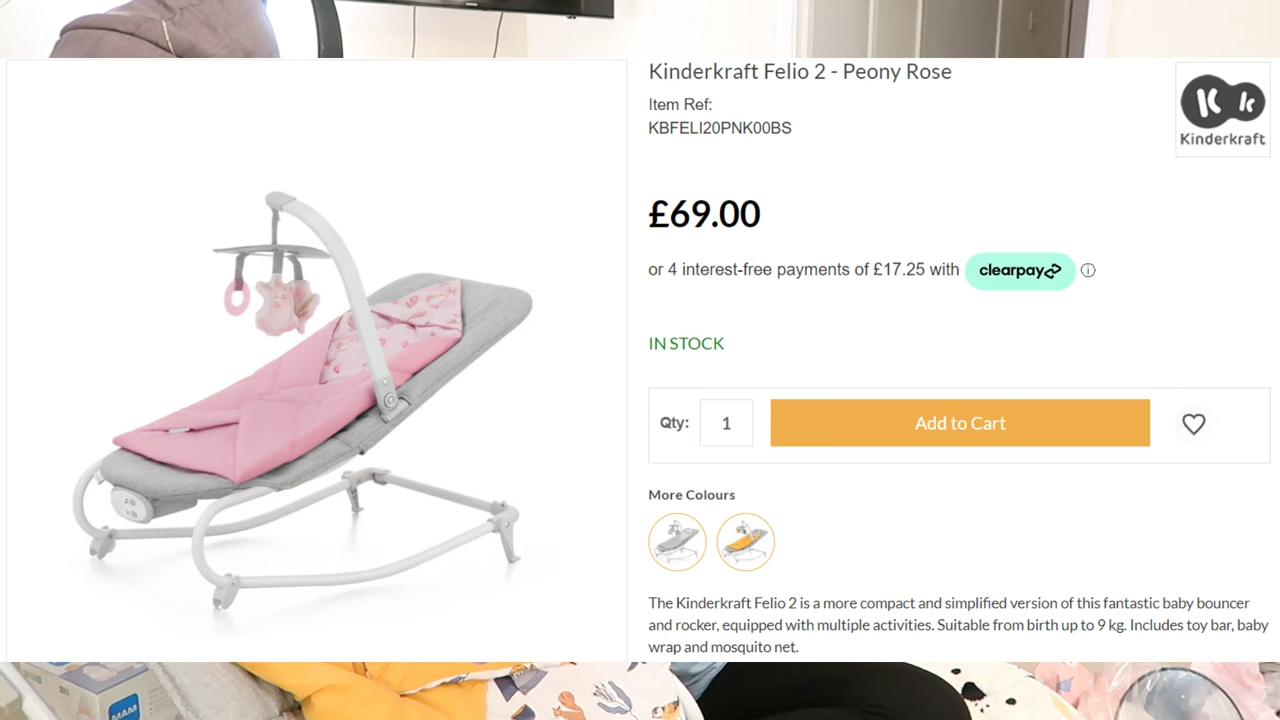 SAMSUNG
Kinderkraft Felio 2 - Peony Rose
Item Ref:
KBFELI20PNK00BS
K k
Kinderkraft
£69.00
or 4 interest-free payments of £17.25 with clearpay
IN STOCK
Qty: 1 Add to Cart
More Colours
The Kinderkraft Felio 2 is a more compact and simplified version of this fantastic baby bouncer
and rocker, equipped with multiple activities. Suitable from birth up to 9 kg. Includes toy bar, baby
wrap and mosquito net.
MAM